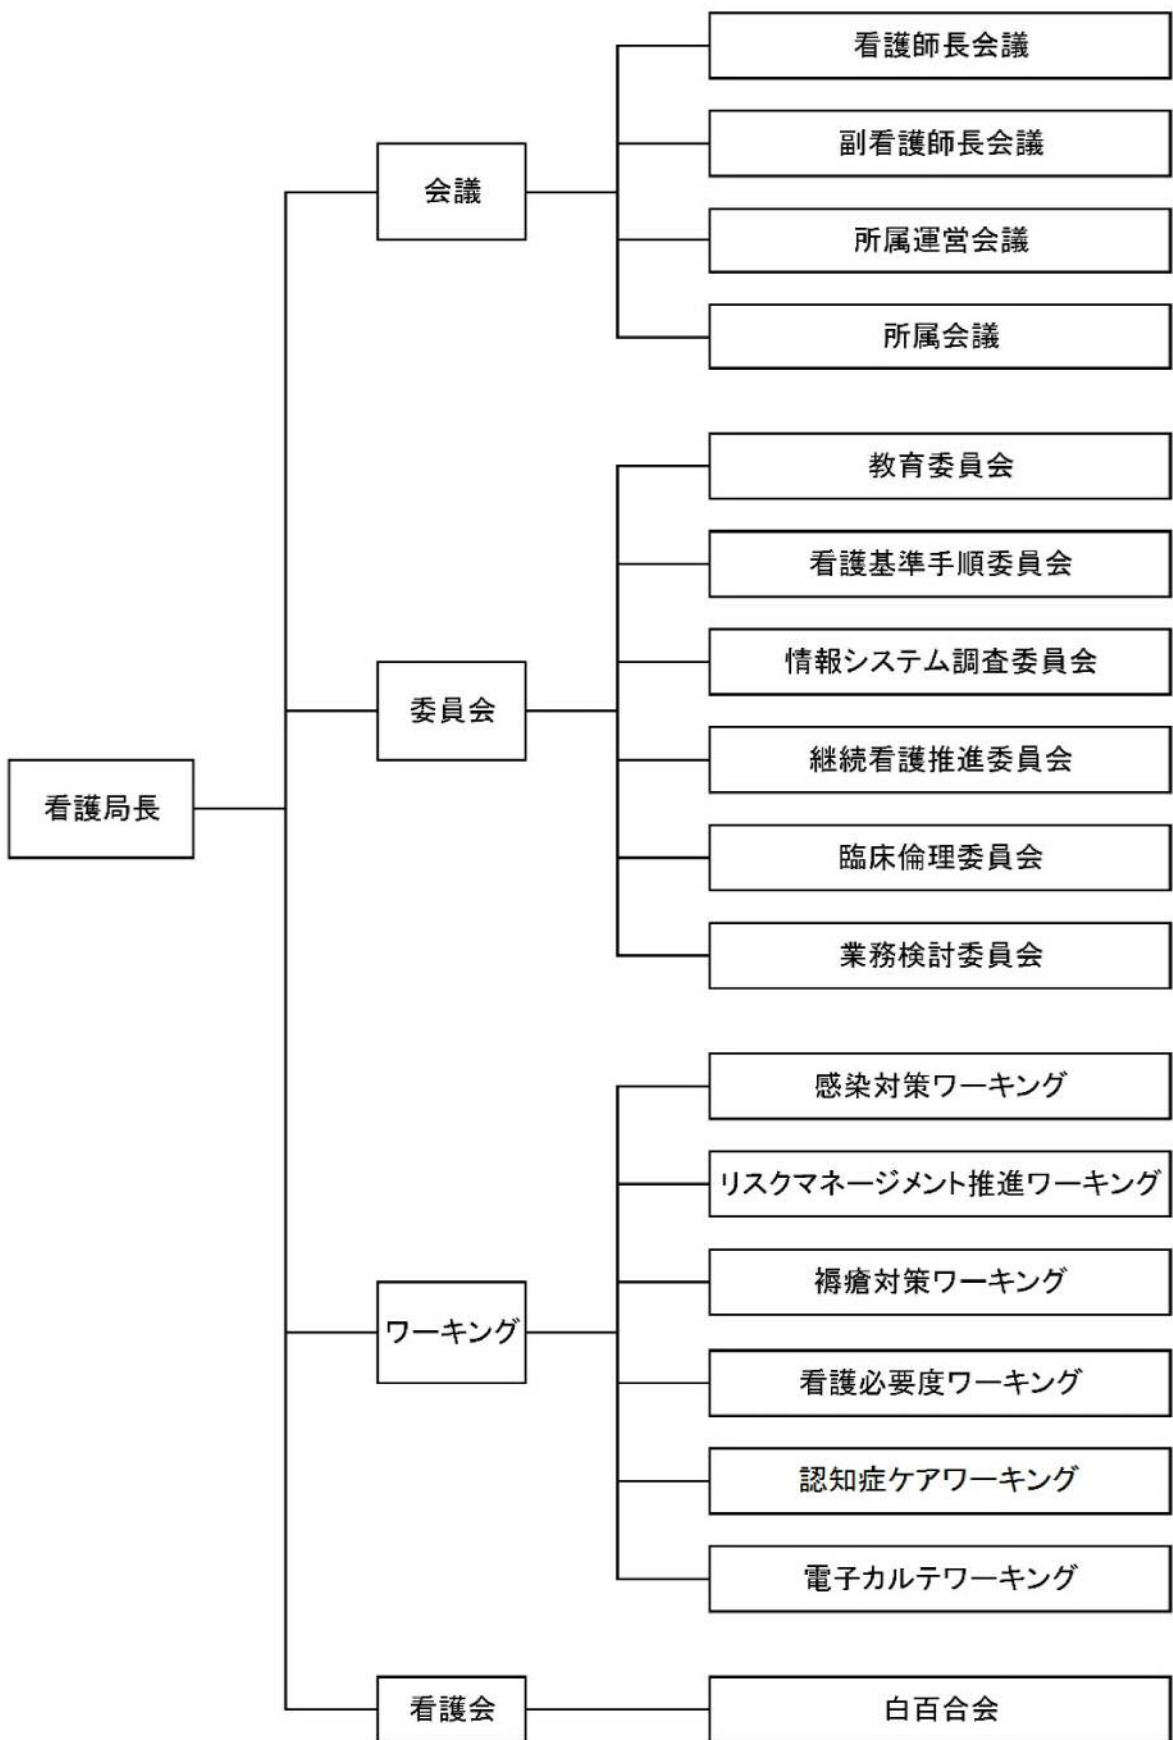 看護局長
会議
看護師長会議
副看護師長会議
所属運営会議
所属会議
委員会
教育委員会
看護基準手順委員会
情報システム調査委員会
継続看護推進委員会
臨床倫理委員会
業務検討委員会
ワーキング
感染対策ワーキング
リスクマネージメント推進ワーキング
褥瘡対策ワーキング
看護必要度ワーキング
認知症ケアワーキング
電子カルテワーキング
看護会
白百合会